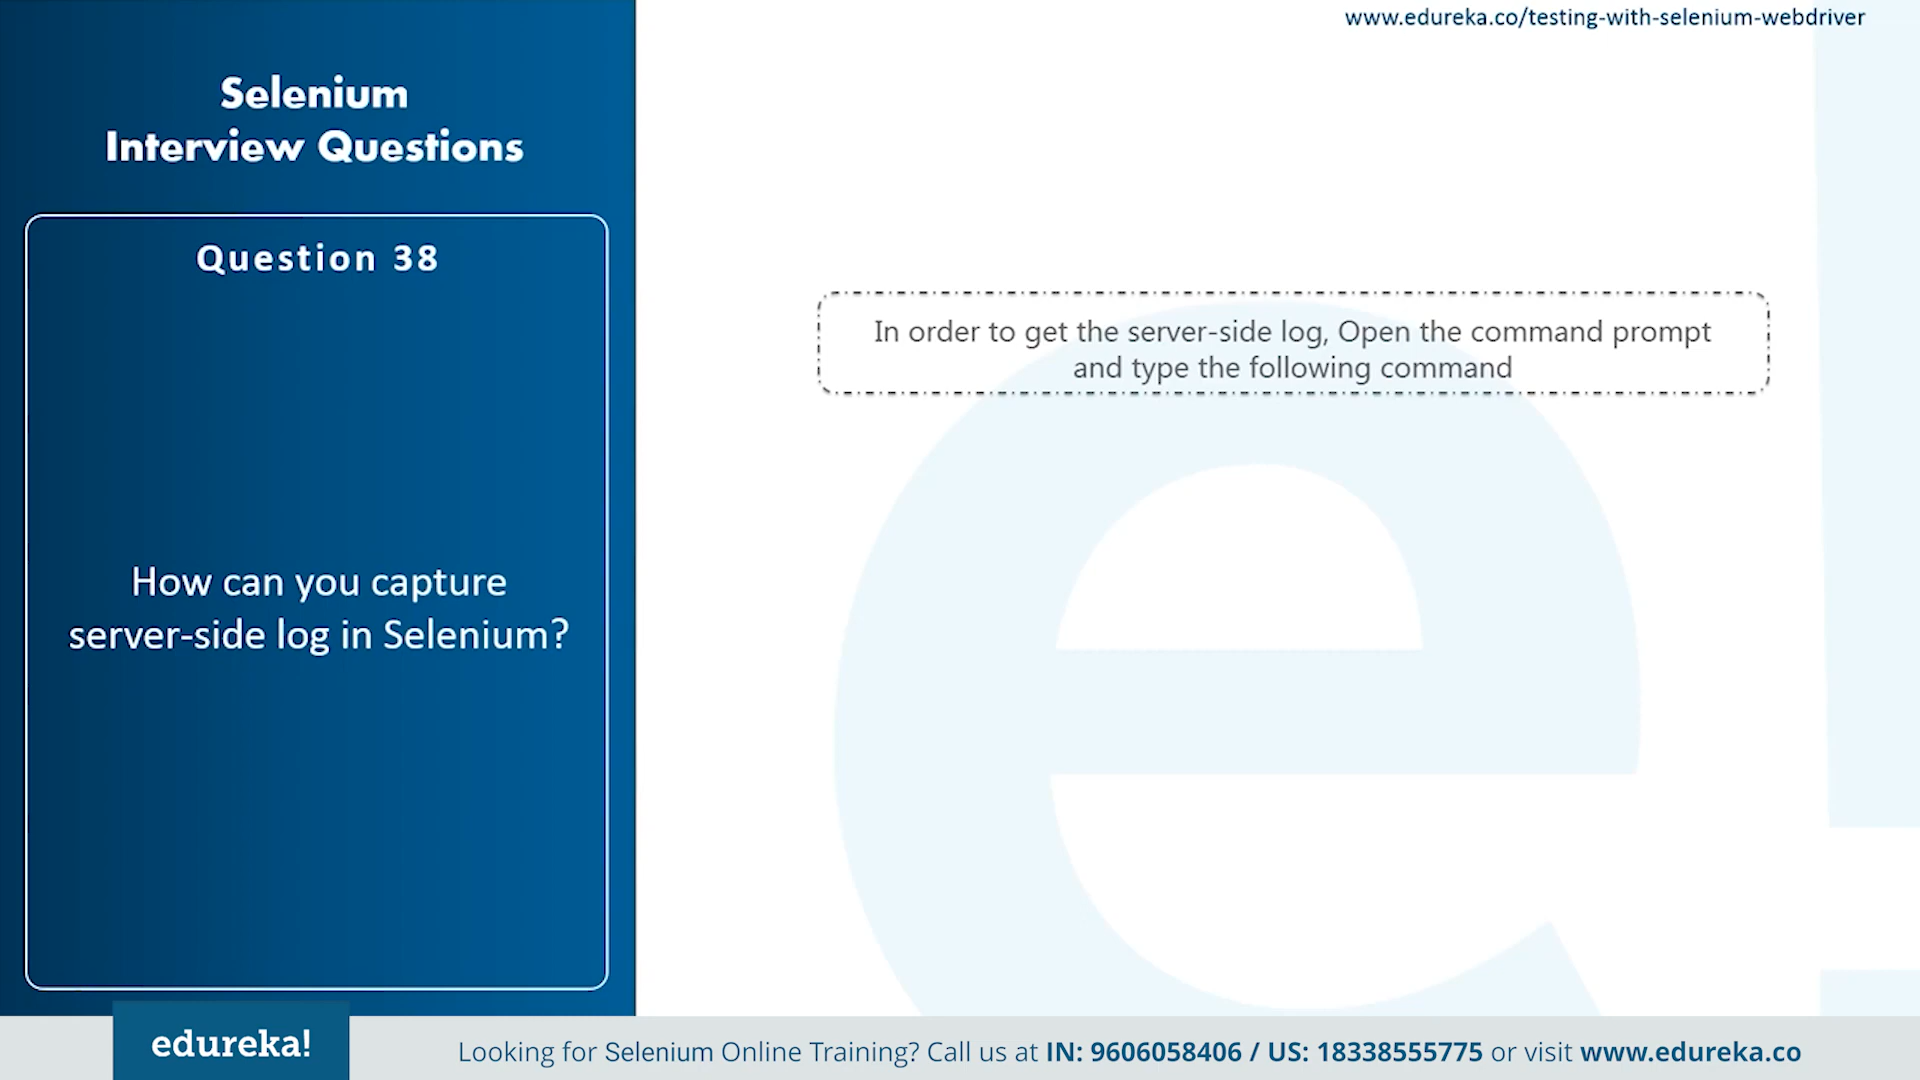 www.edureka.co/testing-with-selenium-webdriver
Selenium
Interview Questions
Question 38
How can you capture
server-side log in Selenium?
In order to get the server-side log, Open the command prompt
and type the following command
edureka!
Looking for Selenium Online Training? Call us at IN: 9606058406 / US: 18338555775 or visit www.edureka.co